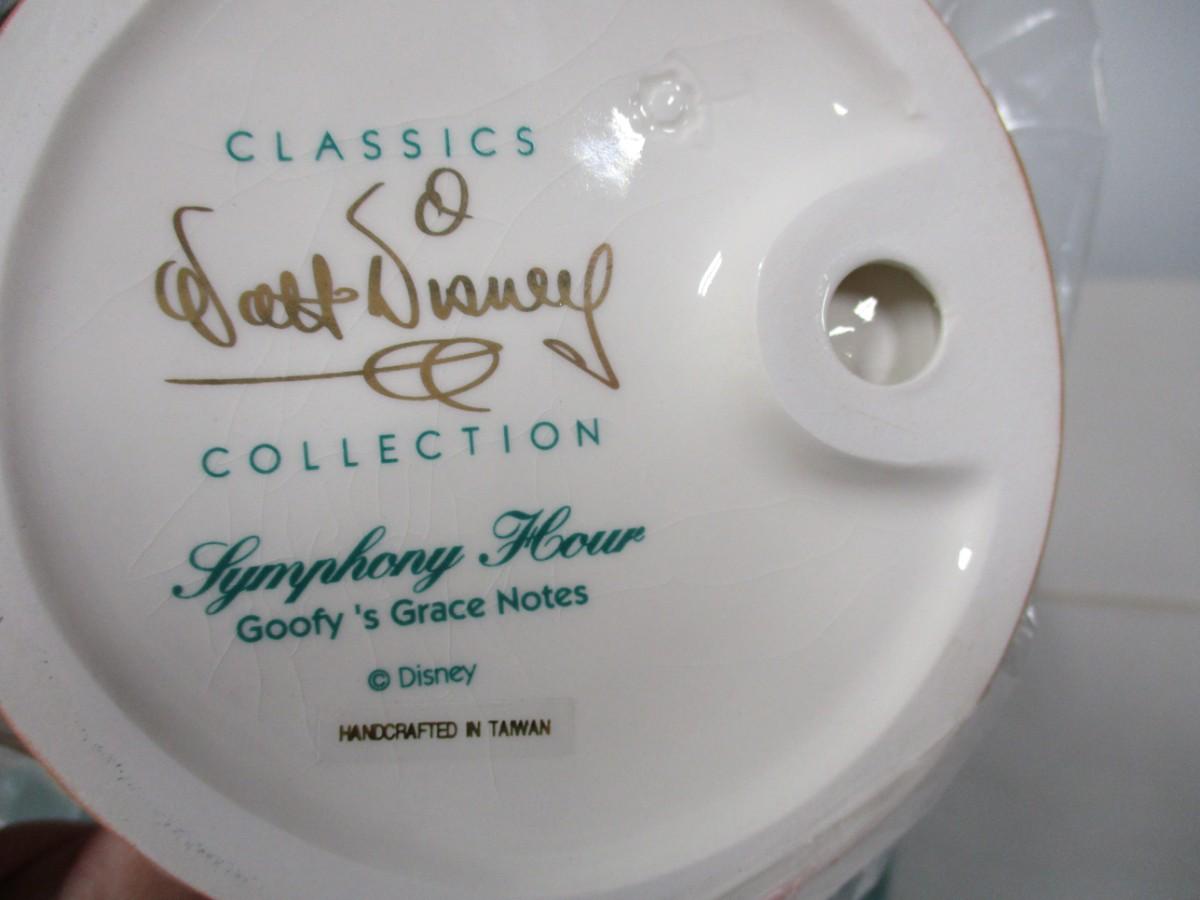 CLASSICS
Walt Disney
COLLECTION
Symphony Hour
Goofy 's Grace Notes
© Disney
HANDCRAFTED IN TAIWAN